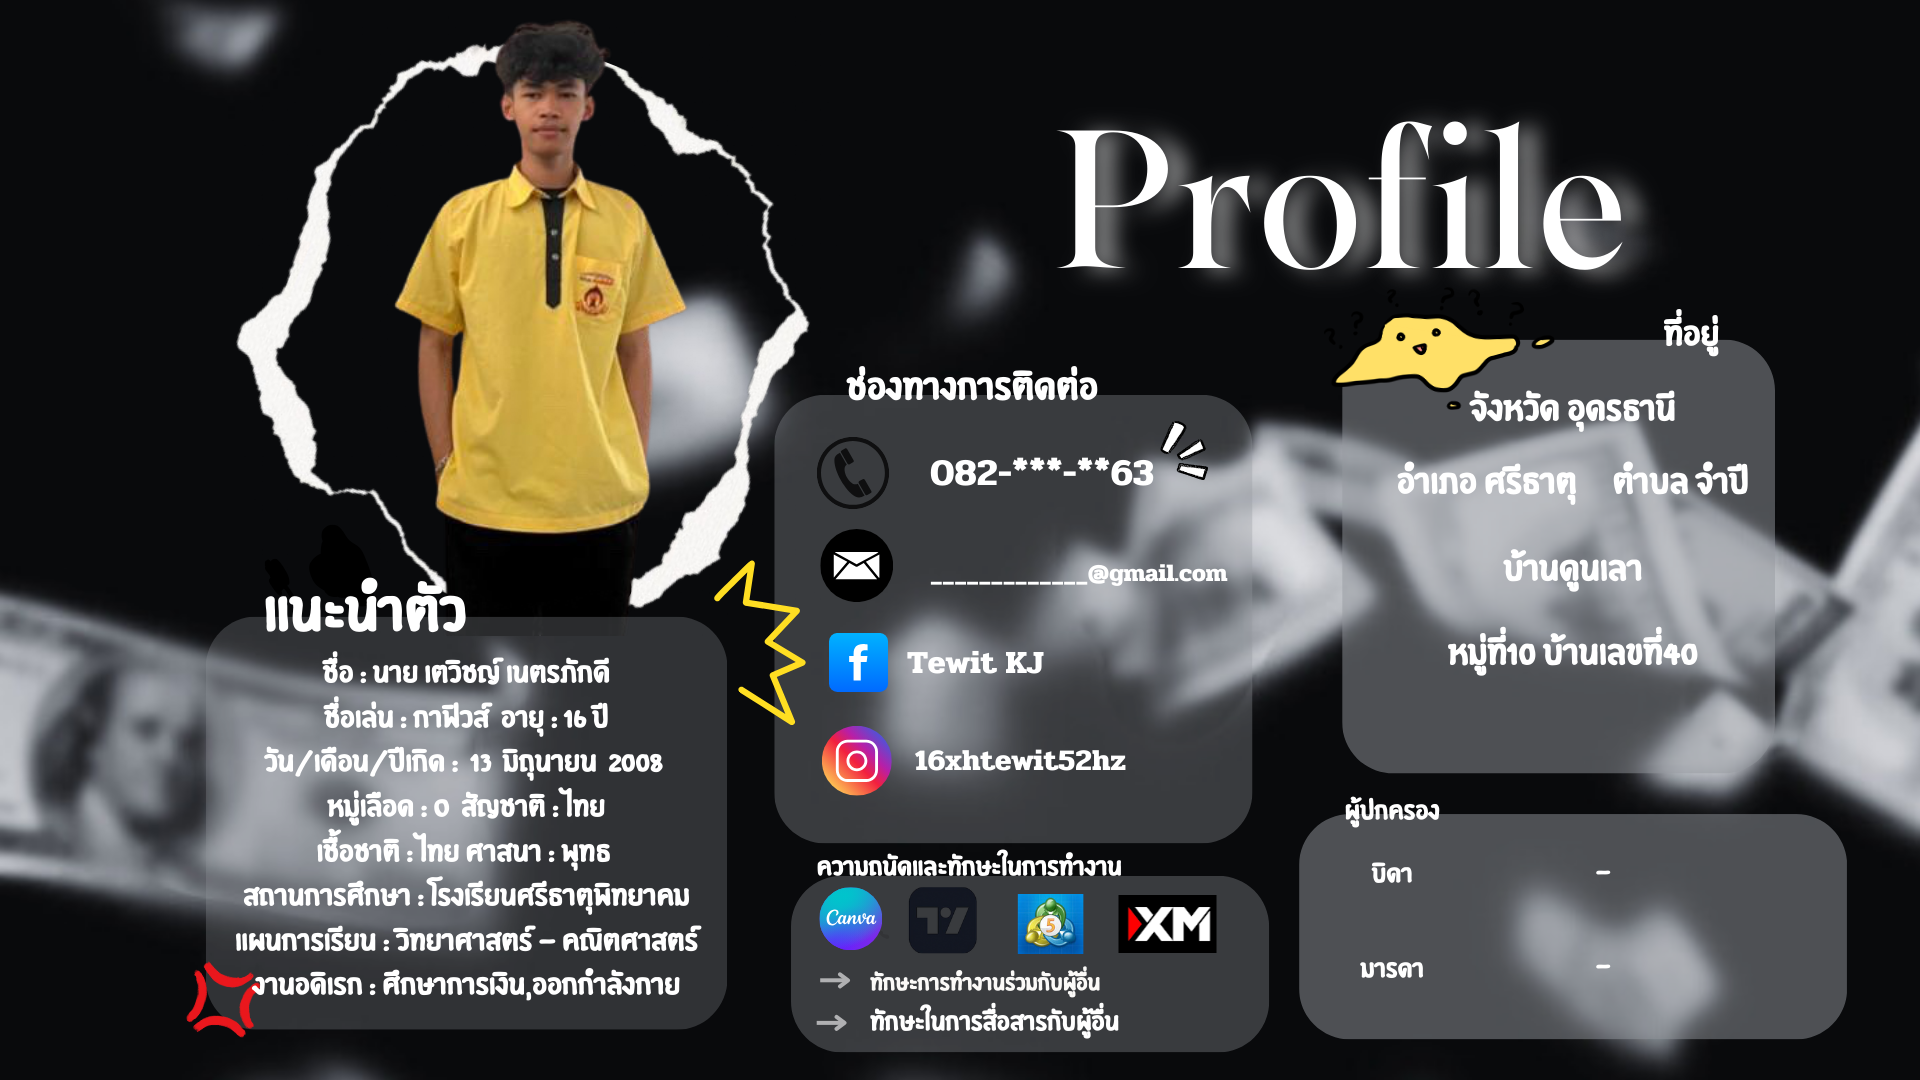 Profile
แนะนำตัว
ชื่อ : นาย เตวิชญ์ เนตรภักดี
ชื่อเล่น : กาฟิวส์ อายุ : 16 ปี
วัน/เดือน/ปีเกิด : 13 มิถุนายน 2008
หมู่เลือด : O สัญชาติ : ไทย
เชื้อชาติ : ไทย ศาสนา : พุทธ
สถานการศึกษา : โรงเรียนศรีธาตุพิทยาคม
แผนการเรียน : วิทยาศาสตร์ – คณิตศาสตร์
งานอดิเรก : ศึกษาการเงิน,ออกกำลังกาย
ช่องทางการติดต่อ
082-***-**63
_____________@gmail.com
Tewit KJ
16xhtewit52hz
ความถนัดและทักษะในการทำงาน
Canva
5
XM
ทักษะการทำงานร่วมกับผู้อื่น
ทักษะในการสื่อสารกับผู้อื่น
ที่อยู่
จังหวัด อุดรธานี
อำเภอ ศรีธาตุ ตำบล จำปี
บ้านดูนเลา
หมู่ที่10 บ้านเลขที่40
ผู้ปกครอง
บิดา –
มารดา –